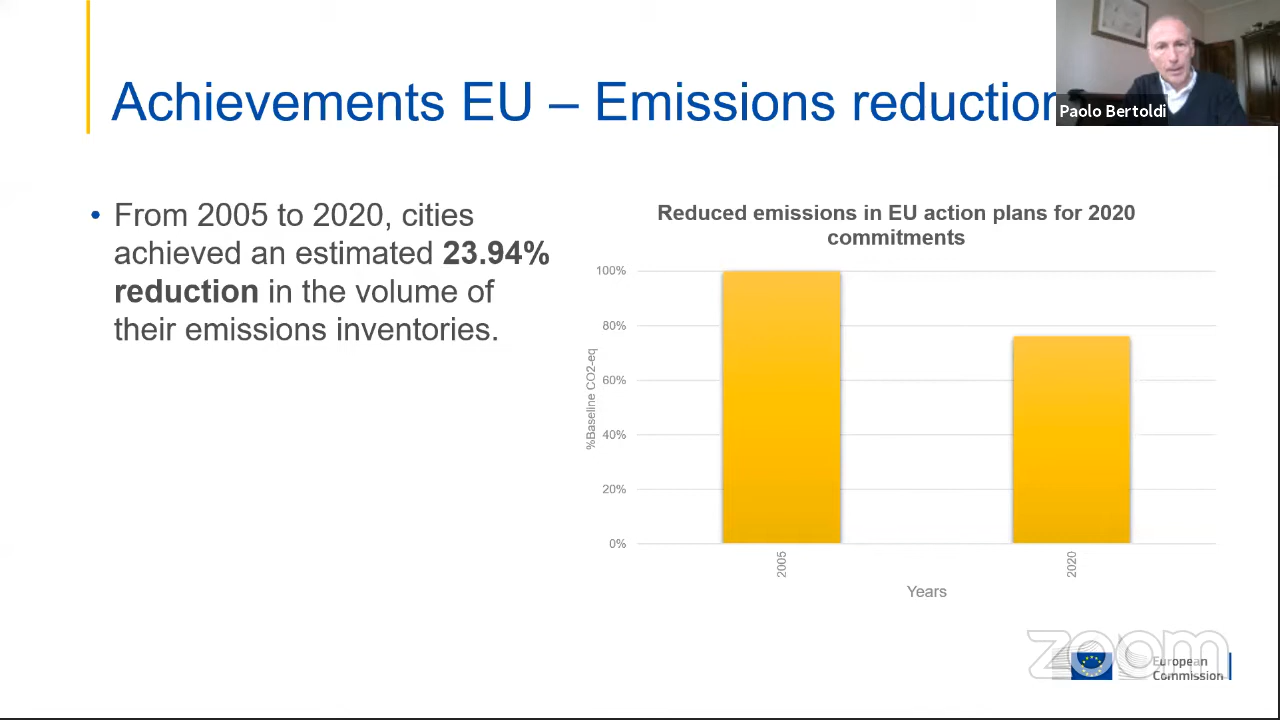 Achievements EU – Emissions reduction
Paolo Bertoldi
• From 2005 to 2020, cities
achieved an estimated 23.94%
reduction in the volume of
their emissions inventories.
Reduced emissions in EU action plans for 2020
commitments
%Baseline CO2-eq
100%
80%
60%
40%
20%
0%
2005
2020
Years
zoom
European
Commission